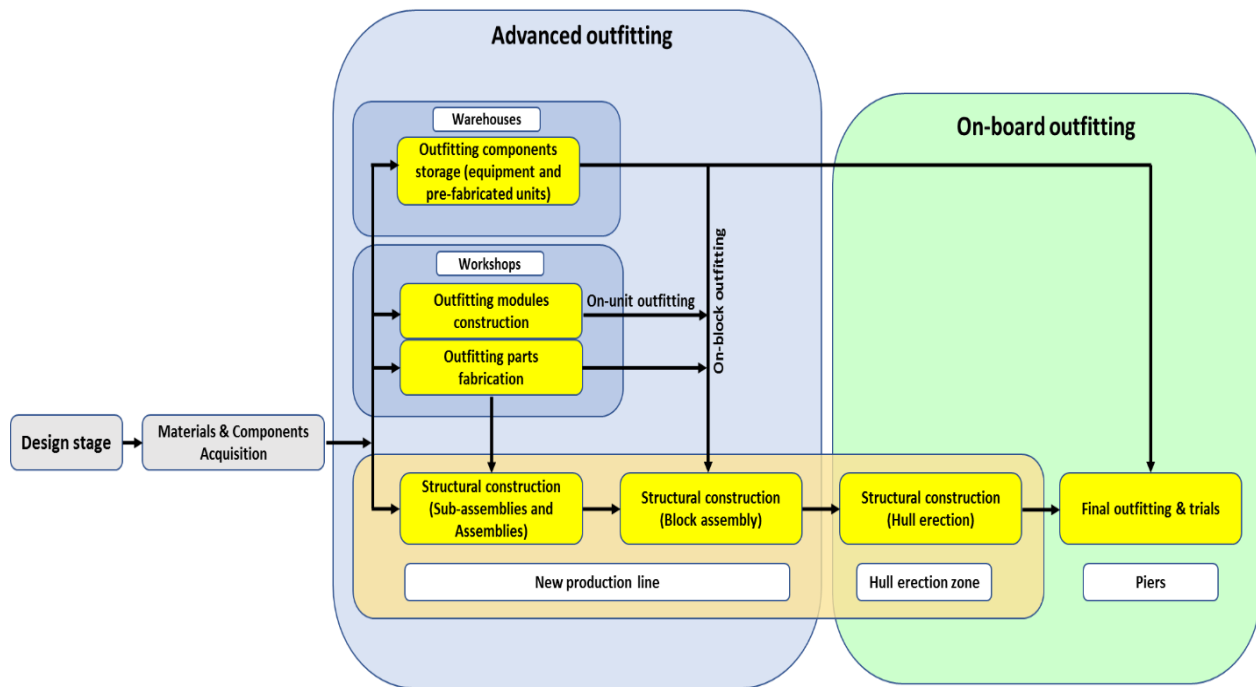 Advanced outfitting
On-board outfitting
Warehouses
Outfitting components
storage (equipment and
pre-fabricated units)
Workshops
Outfitting modules
construction
On-unit outfitting
Outfitting parts
fabrication
On-block outfitting
Design stage
Materials & Components
Acquisition
Structural construction
(Sub-assemblies and
Assemblies)
Structural construction
(Block assembly)
Structural construction
(Hull erection)
Final outfitting & trials
New production line
Hull erection zone
Piers